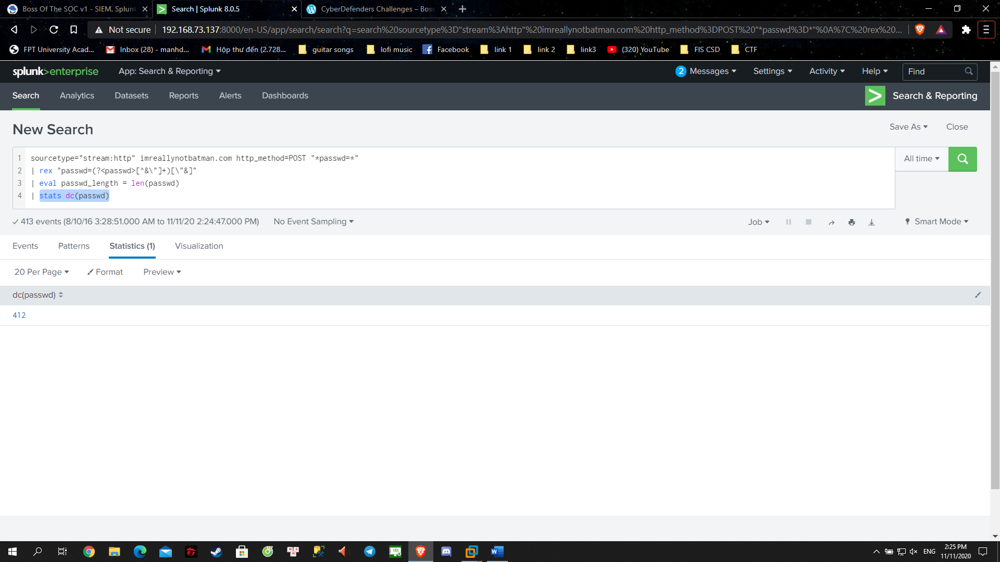 Boss Of The SOC v1 - SIEM, Splunk
Search | Splunk 8.0.5
CyberDefenders Challenges – Boss
Not secure
192.168.73.137:8000/en-US/app/search/search?q=search%20sourcetype%3D"stream%3Ahttp"%20imreallynotbatman.com%20http_method%3DPOST%20"*passwd%3D*"%0A%7C%20rex%20...
FPT University Acad...
Inbox (28) - manhd...
Hộp thư đến (2.728...
guitar songs
lofi music
Facebook
link 1
link 2
link3
(320) YouTube
FIS CSD
CTF
splunk>enterprise
App: Search & Reporting
2 Messages
Settings
Activity
Help
Find
Search
Analytics
Datasets
Reports
Alerts
Dashboards
Search & Reporting
New Search
Save As
Close
1 sourcetype="stream:http" imreallynotbatman.com http_method=POST "*passwd=*"
2 | rex "passwd=(?<passwd>[^&\"]+)[\"&]"
3 | eval passwd_length = len(passwd)
4 | stats dc(passwd)
All time
413 events (8/10/16 3:28:51.000 AM to 11/11/20 2:24:47.000 PM)
No Event Sampling
Job
Smart Mode
Events
Patterns
Statistics (1)
Visualization
20 Per Page
Format
Preview
dc(passwd)
412
ENG
2:25 PM
11/11/2020